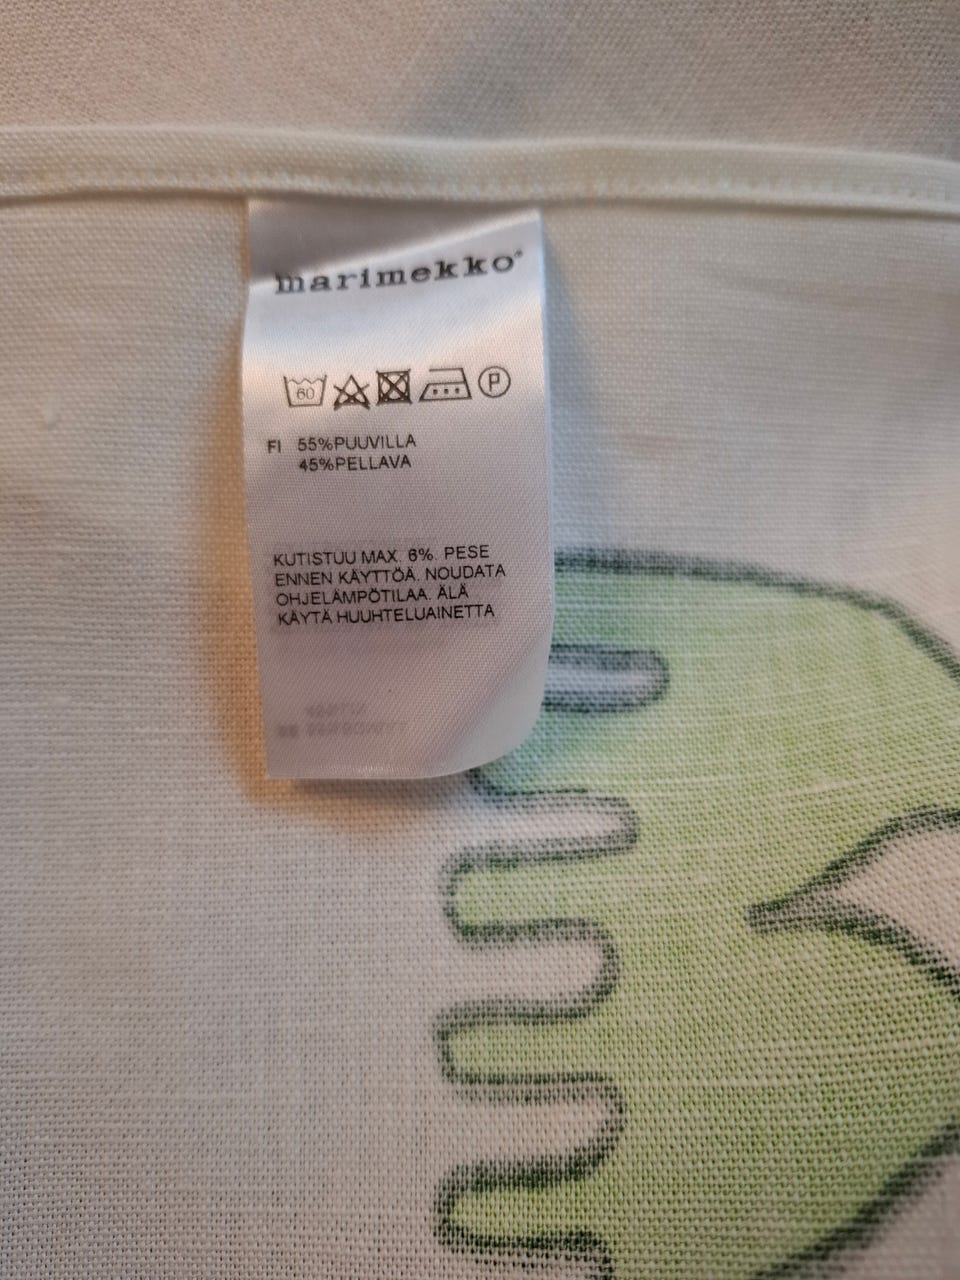 marimekko®
60 P
FI 55%PUUVILLA
45%PELLAVA
KUTISTUU MAX. 6%. PESE
ENNEN KÄYTTÖÄ. NOUDATA
OHJELÄMPÖTILAA. ÄLÄ
KÄYTÄ HUUHTELUAINETTA